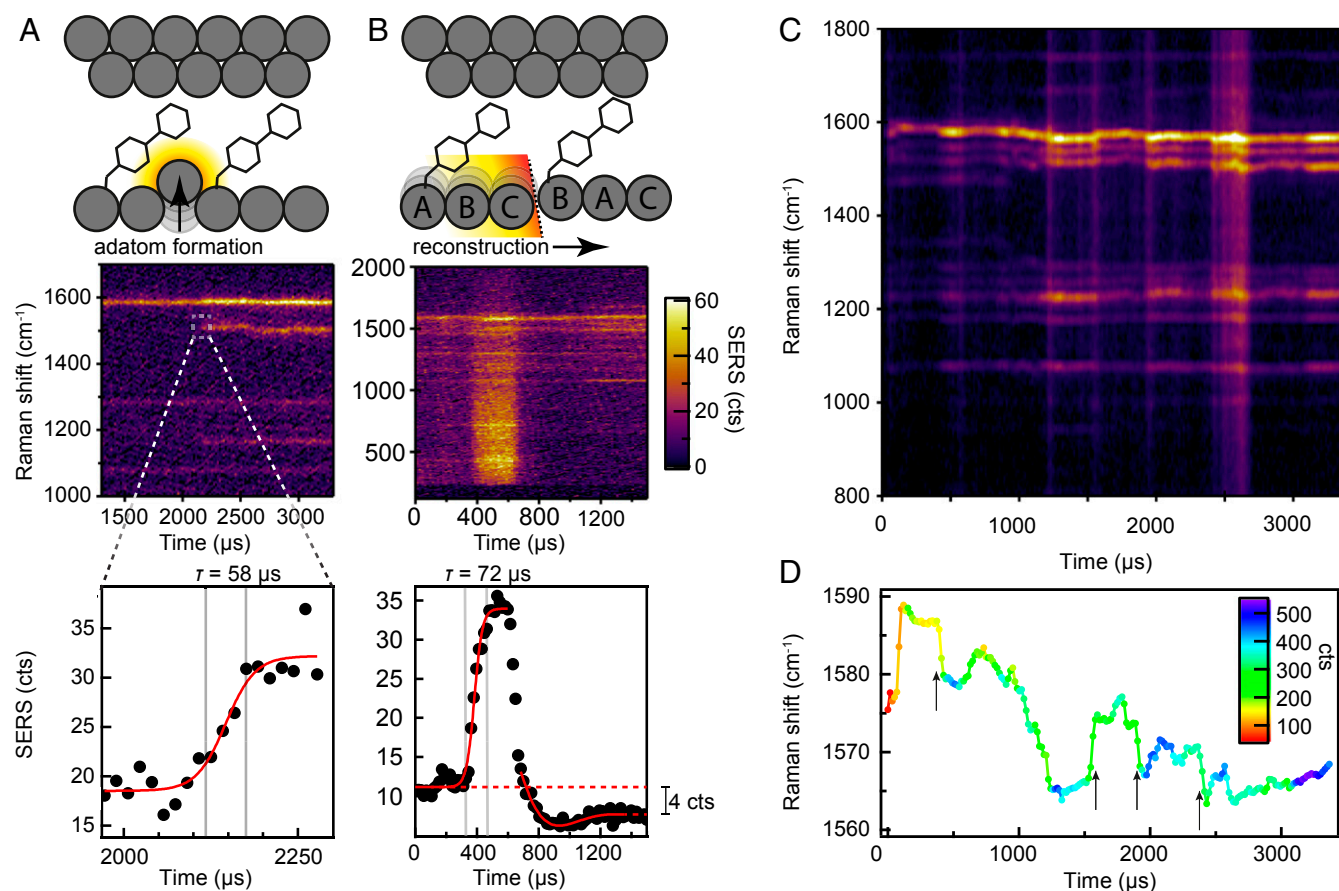 A
B
C
adatom formation
A B C B A C
reconstruction
Raman shift (cm⁻¹)
1600
1400
1200
1000
1500 2000 2500 3000
Time (µs)
2000
1500
1000
500
0 400 800 1200
Time (µs)
60
40
20
0
SERS (cts)
Raman shift (cm⁻¹)
1800
1600
1400
1200
1000
800
0 1000 2000 3000
Time (µs)
τ = 58 µs
SERS (cts)
35
30
25
20
15
2000 2250
Time (µs)
τ = 72 µs
35
30
25
20
15
10
4 cts
0 400 800 1200
Time (µs)
D
Raman shift (cm⁻¹)
1590
1580
1570
1560
0 1000 2000 3000
Time (µs)
500
400
300
200
100
cts